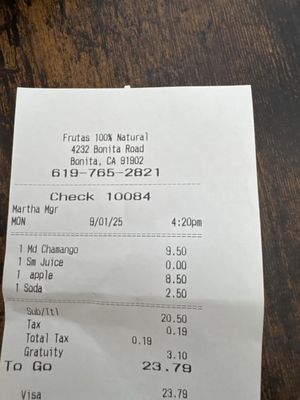 Frutas 100% Natural
4232 Bonita Road
Bonita, CA 91902
619-765-2821
Check 10084
Martha Mgr
MON 9/01/25 4:20pm
1 Md Chamango 9.50
1 Sm Juice 0.00
1 apple 8.50
1 Soda 2.50
Sub/Ttl 20.50
Tax 0.19
Total Tax 0.19
Gratuity 3.10
To Go 23.79
Visa 23.79